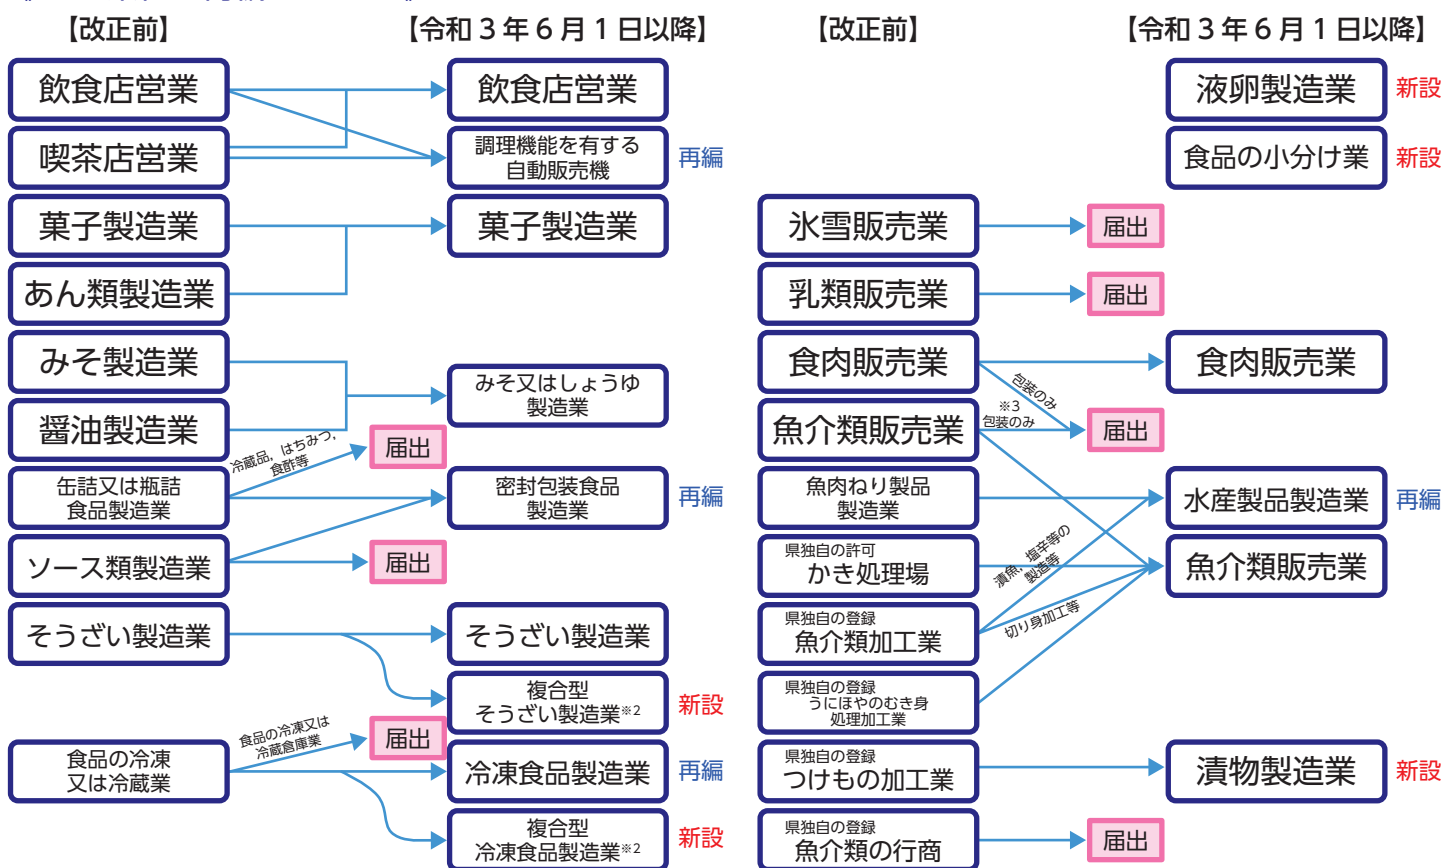 【改正前】
【令和3年6月1日以降】
飲食店営業
飲食店営業
喫茶店営業
調理機能を有する
自動販売機
再編
菓子製造業
菓子製造業
あん類製造業
みそ製造業
みそ又はしょうゆ
製造業
醤油製造業
冷蔵品，はちみつ，
食酢等
届出
缶詰又は瓶詰
食品製造業
密封包装食品
製造業
再編
ソース類製造業
届出
そうざい製造業
そうざい製造業
複合型
そうざい製造業※2
新設
食品の冷凍又は
冷蔵倉庫業
届出
食品の冷凍
又は冷蔵業
冷凍食品製造業
再編
複合型
冷凍食品製造業※2
新設
【改正前】
【令和3年6月1日以降】
液卵製造業
新設
食品の小分け業
新設
氷雪販売業
届出
乳類販売業
届出
食肉販売業
食肉販売業
包装のみ
魚介類販売業
※3
包装のみ
届出
魚肉ねり製品
製造業
水産製品製造業
再編
県独自の許可
かき処理場
漬魚，塩辛等の
製造等
魚介類販売業
県独自の登録
魚介類加工業
切り身加工等
県独自の登録
うにほやのむき身
処理加工業
県独自の登録
つけもの加工業
漬物製造業
新設
県独自の登録
魚介類の行商
届出